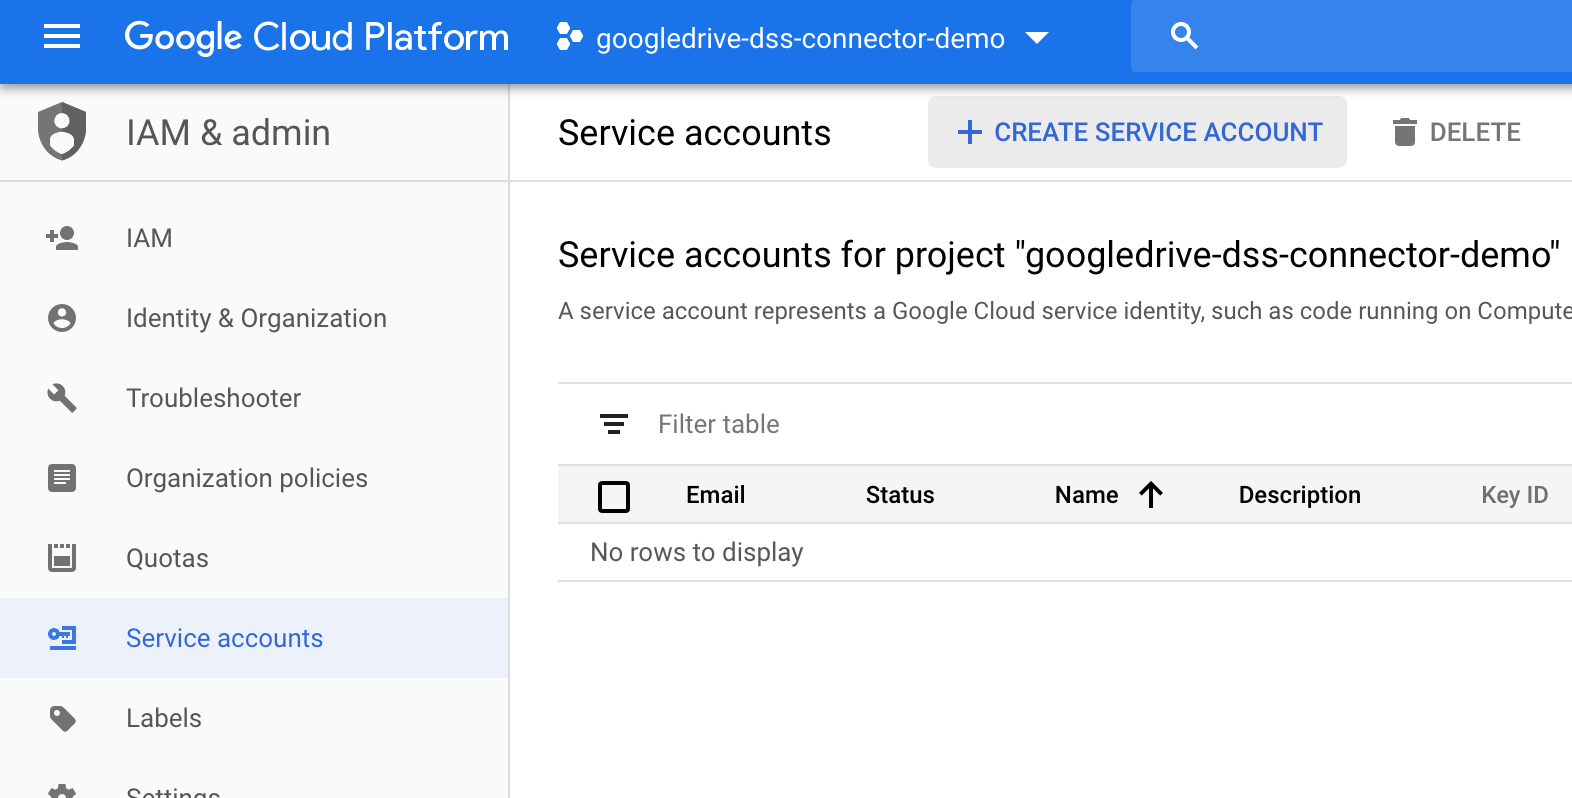 Google Cloud Platform
googledrive-dss-connector-demo
IAM & admin
Service accounts
CREATE SERVICE ACCOUNT
DELETE
IAM
Identity & Organization
Troubleshooter
Organization policies
Quotas
Service accounts
Labels
Settings
Service accounts for project "googledrive-dss-connector-demo"
A service account represents a Google Cloud service identity, such as code running on Compute
Filter table
Email Status Name Description Key ID
No rows to display